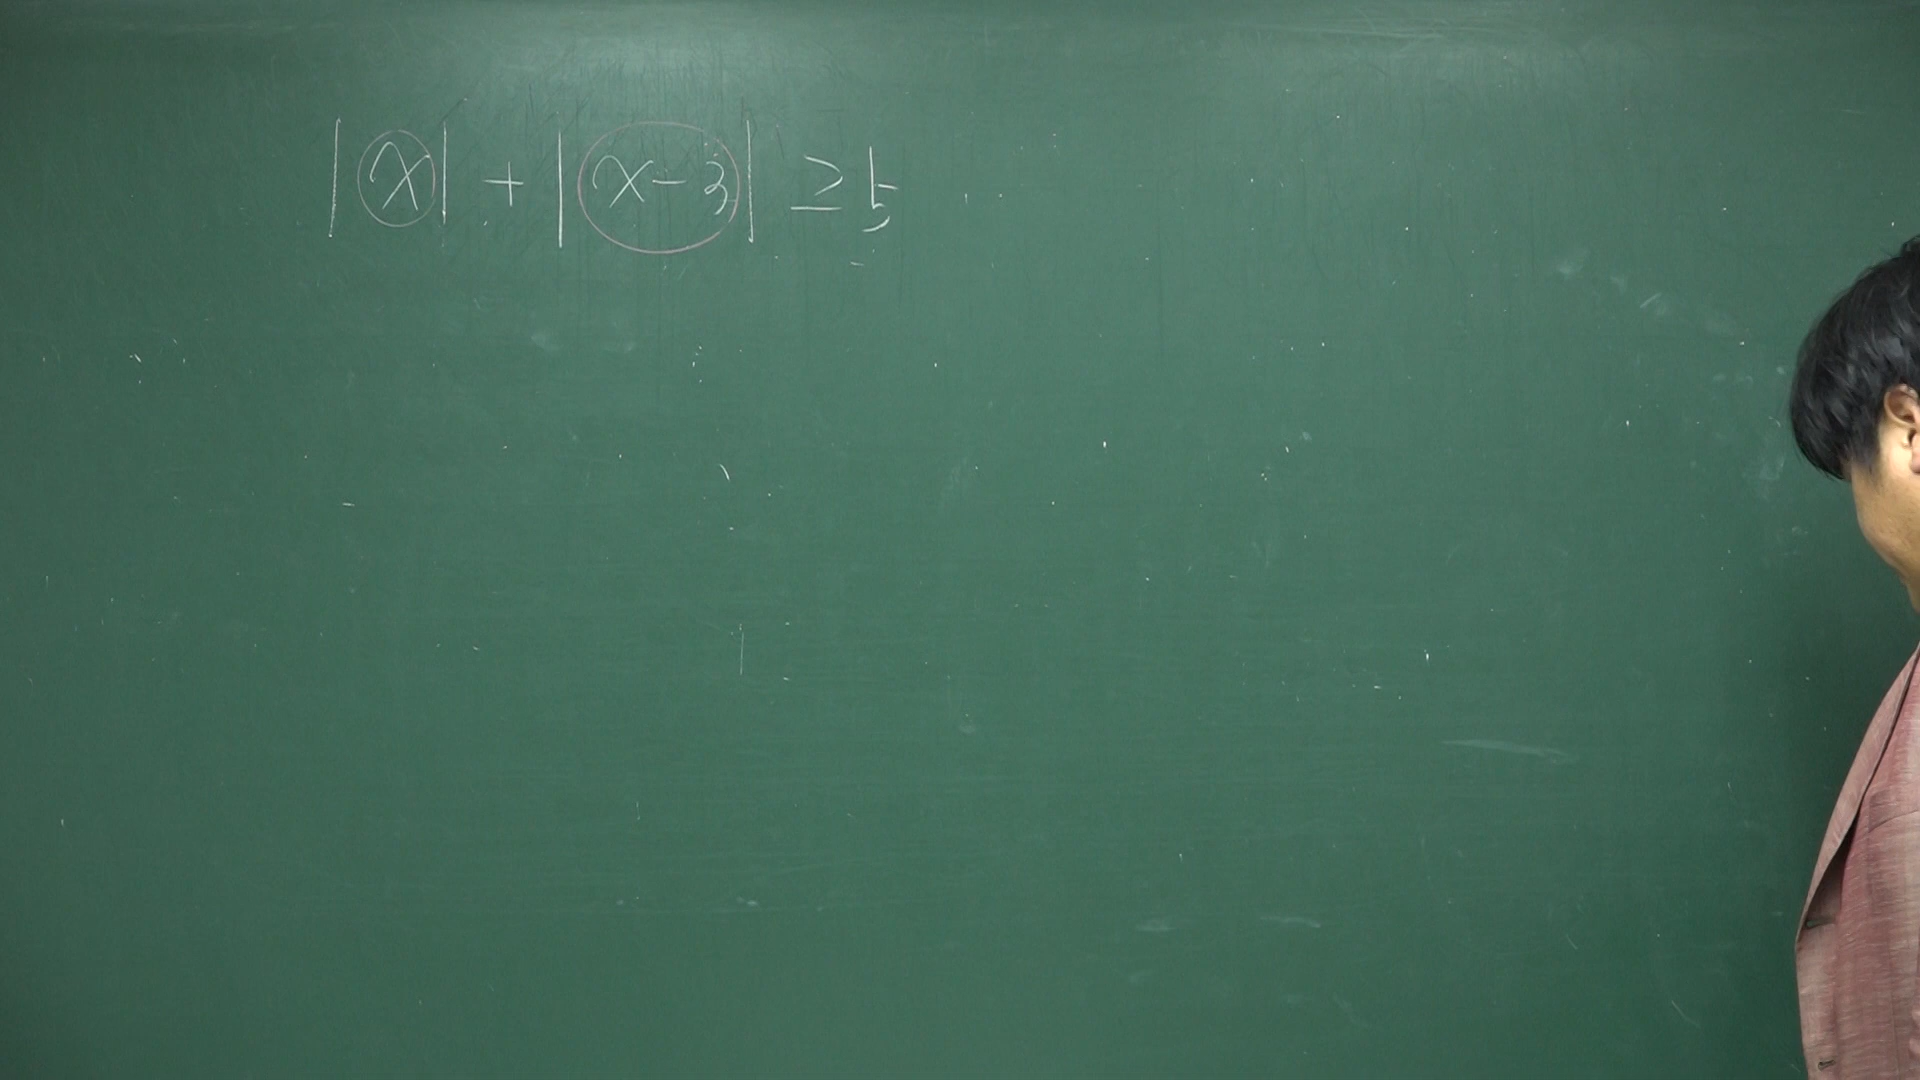 |x| + |x-3| ≥ 5